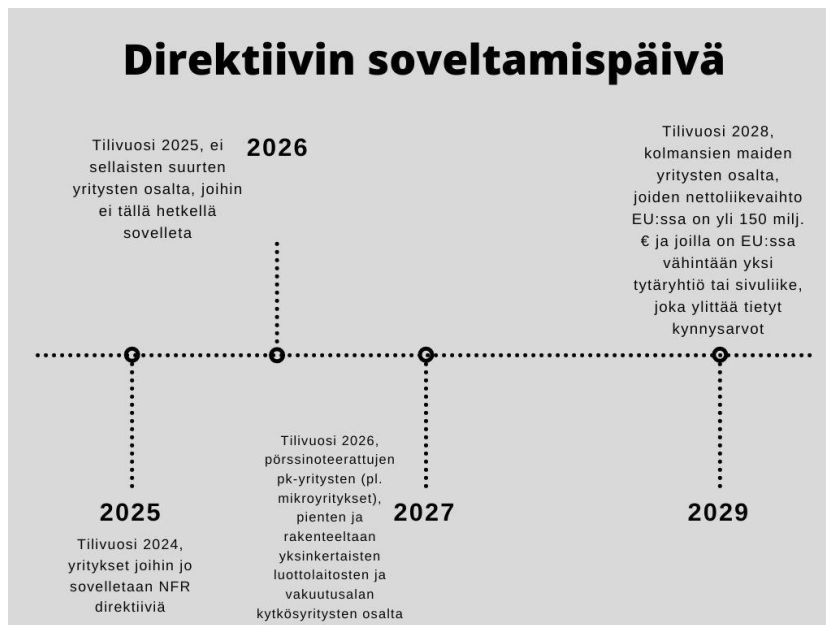 Direktiivin soveltamispäivä
Tilivuosi 2025, ei
sellaisten suurten
yritysten osalta, joihin
ei tällä hetkellä
sovelleta
2026
Tilivuosi 2028,
kolmansien maiden
yritysten osalta,
joiden nettoliikevaihto
EU:ssa on yli 150 milj.
€ ja joilla on EU:ssa
vähintään yksi
tytäryhtiö tai sivuliike,
joka ylittää tietyt
kynnysarvot
2025
Tilivuosi 2024,
yritykset joihin jo
sovelletaan NFR
direktiiviä
Tilivuosi 2026,
pörssinoteerattujen
pk-yritysten (pl.
mikroyritykset),
pienten ja
rakenteeltaan
yksinkertaisten
luottolaitosten ja
vakuutusalan
kytkösyritysten osalta
2027
2029